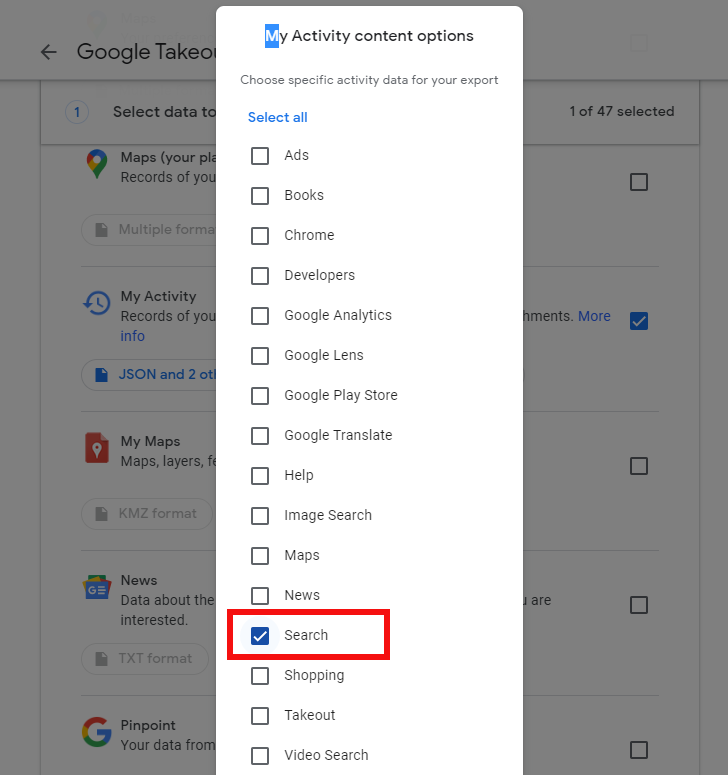 My Activity content options
Google Takeou
Choose specific activity data for your export
1
Select data to
1 of 47 selected
Select all
Ads
Books
Chrome
Developers
Google Analytics
Google Lens
Google Play Store
Google Translate
Help
Image Search
Maps
News
Search
Shopping
Takeout
Video Search
Maps (your pla
Records of you
Multiple forma
My Activity
Records of you
hments. More
info
JSON and 2 oth
My Maps
Maps, layers, fe
KMZ format
News
Data about the
u are
interested.
TXT format
Pinpoint
Your data from